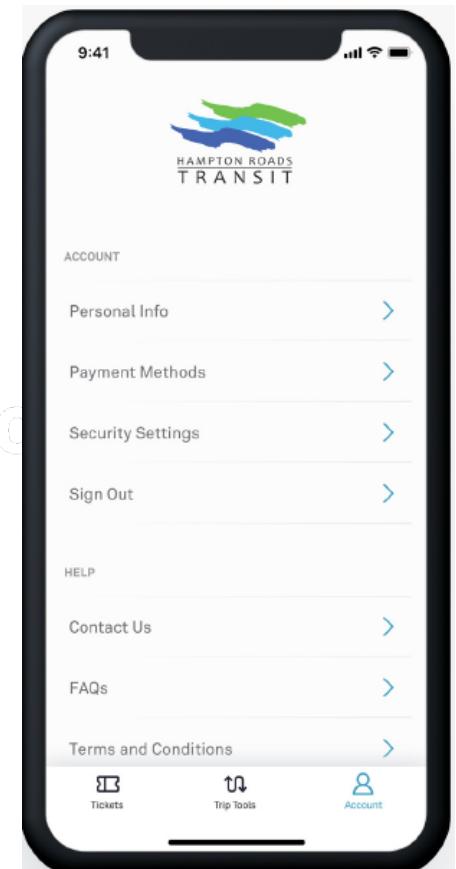 9:41
HAMPTON ROADS
TRANSIT
ACCOUNT
Personal Info
Payment Methods
Security Settings
Sign Out
HELP
Contact Us
FAQs
Terms and Conditions
Tickets
Trip Tools
Account